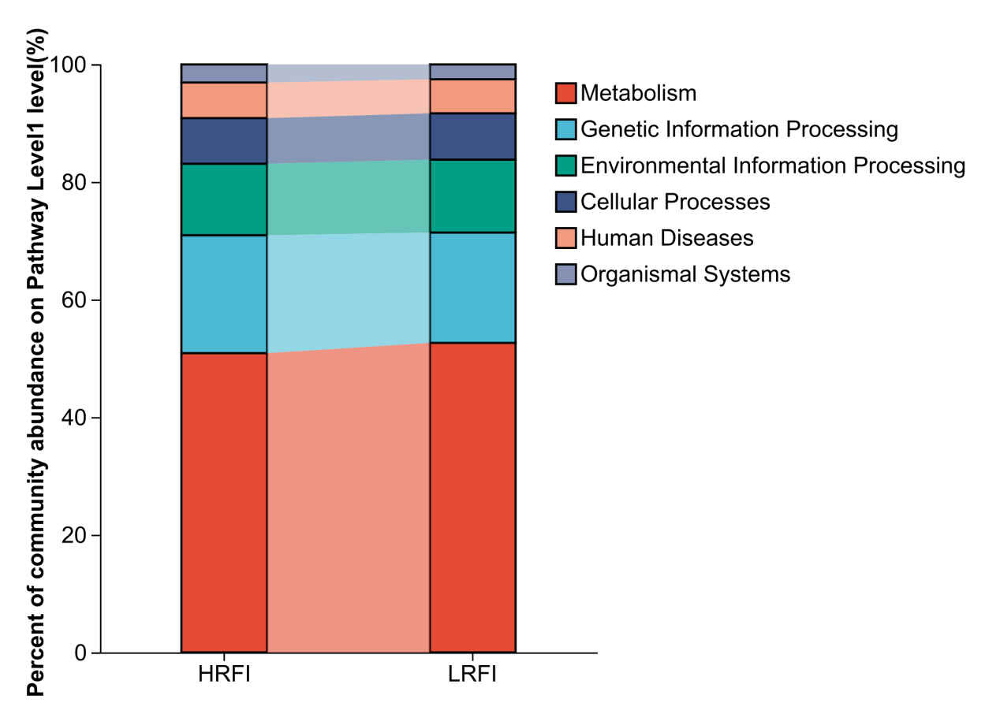 Percent of community abundance on Pathway Level1 level(%)
100
80
60
40
20
0
HRFI
LRFI
Metabolism
Genetic Information Processing
Environmental Information Processing
Cellular Processes
Human Diseases
Organismal Systems